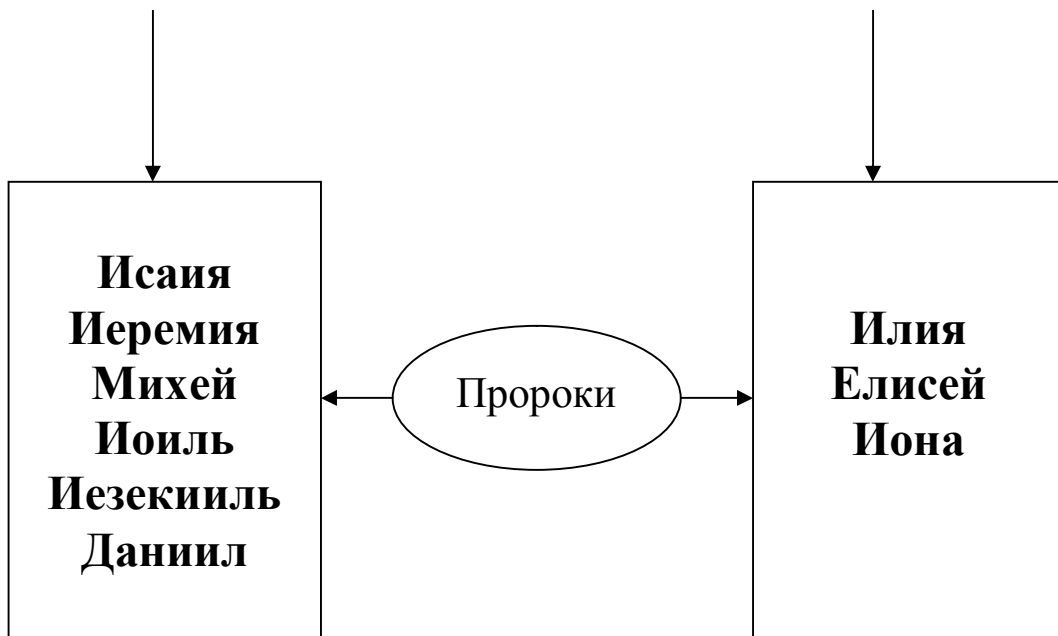 Исаия
Иеремия
Михей
Иоиль
Иезекииль
Даниил
Пророки
Илия
Елисей
Иона